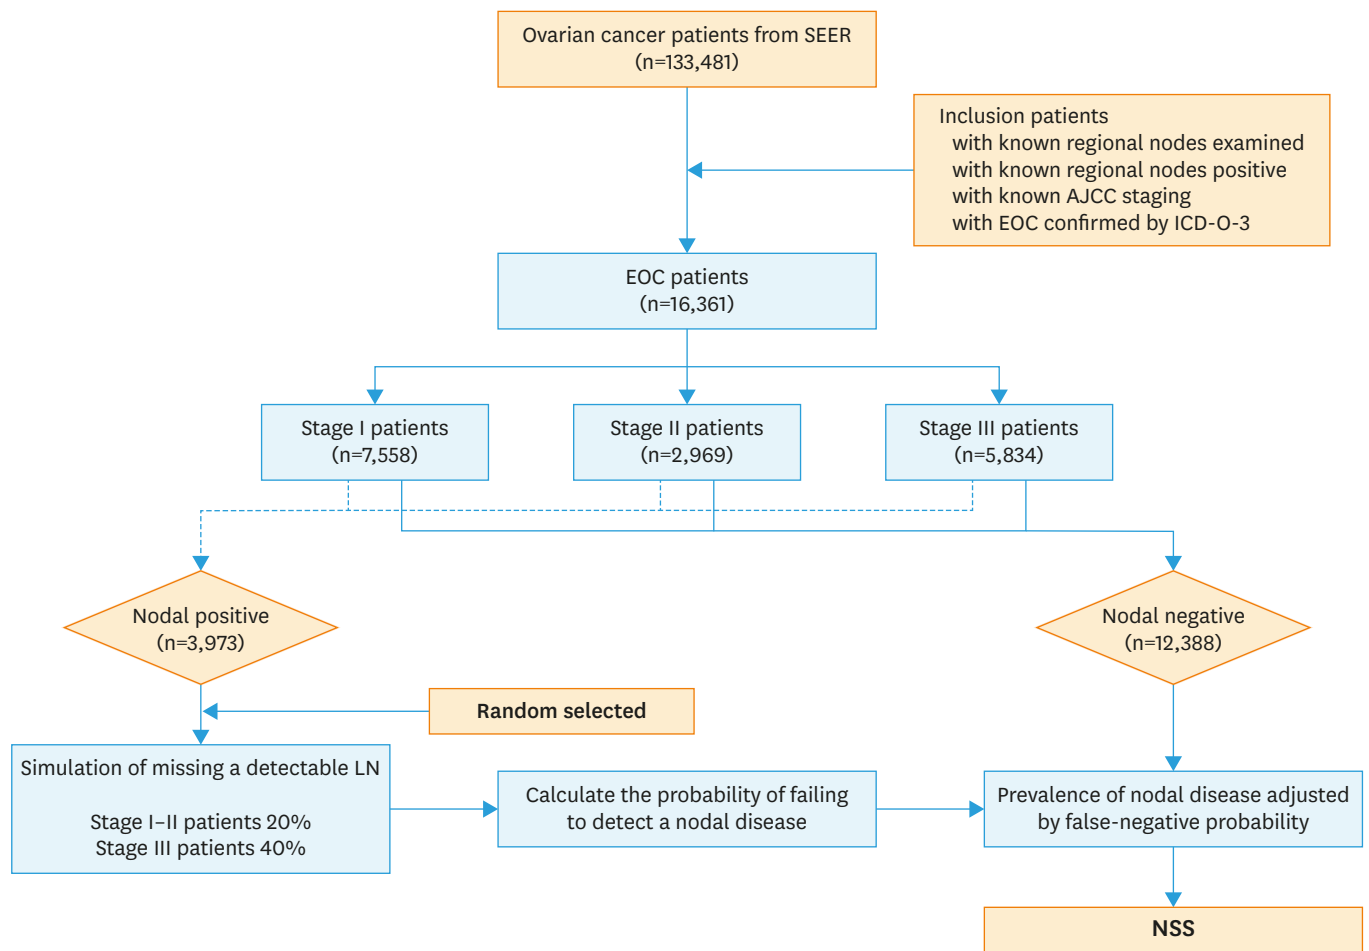 Ovarian cancer patients from SEER
(n=133,481)
Inclusion patients
with known regional nodes examined
with known regional nodes positive
with known AJCC staging
with EOC confirmed by ICD-O-3
EOC patients
(n=16,361)
Stage I patients
(n=7,558)
Stage II patients
(n=2,969)
Stage III patients
(n=5,834)
Nodal positive
(n=3,973)
Nodal negative
(n=12,388)
Random selected
Simulation of missing a detectable LN
Stage I–II patients 20%
Stage III patients 40%
Calculate the probability of failing
to detect a nodal disease
Prevalence of nodal disease adjusted
by false-negative probability
NSS